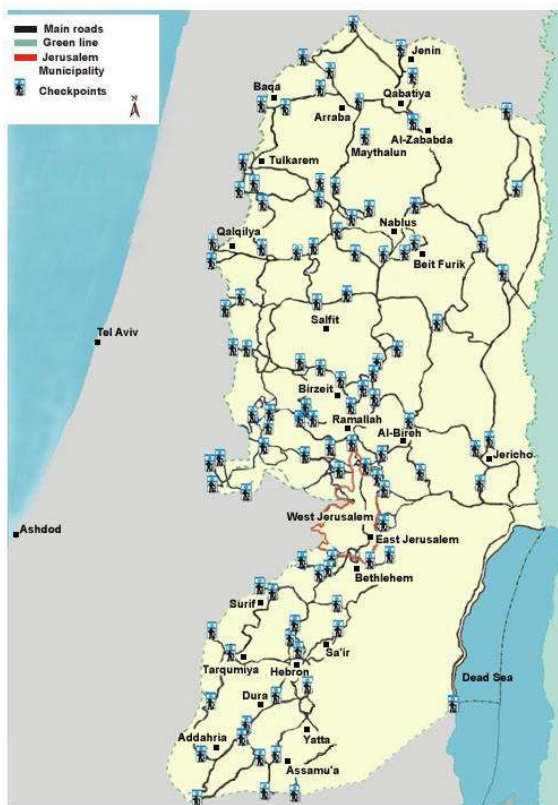 Main roads
Green line
Jerusalem
Municipality
Checkpoints
N
Jenin
Baqa
Qabatiya
Arraba
Al-Zababda
Maythalun
Tulkarem
Nablus
Qalqilya
Beit Furik
Salfit
Tel Aviv
Birzeit
Ramallah
Al-Bireh
Jericho
West Jerusalem
Ashdod
East Jerusalem
Bethlehem
Surif
Sa'ir
Tarqumiya
Hebron
Dead Sea
Dura
Yatta
Addahria
Assamu'a